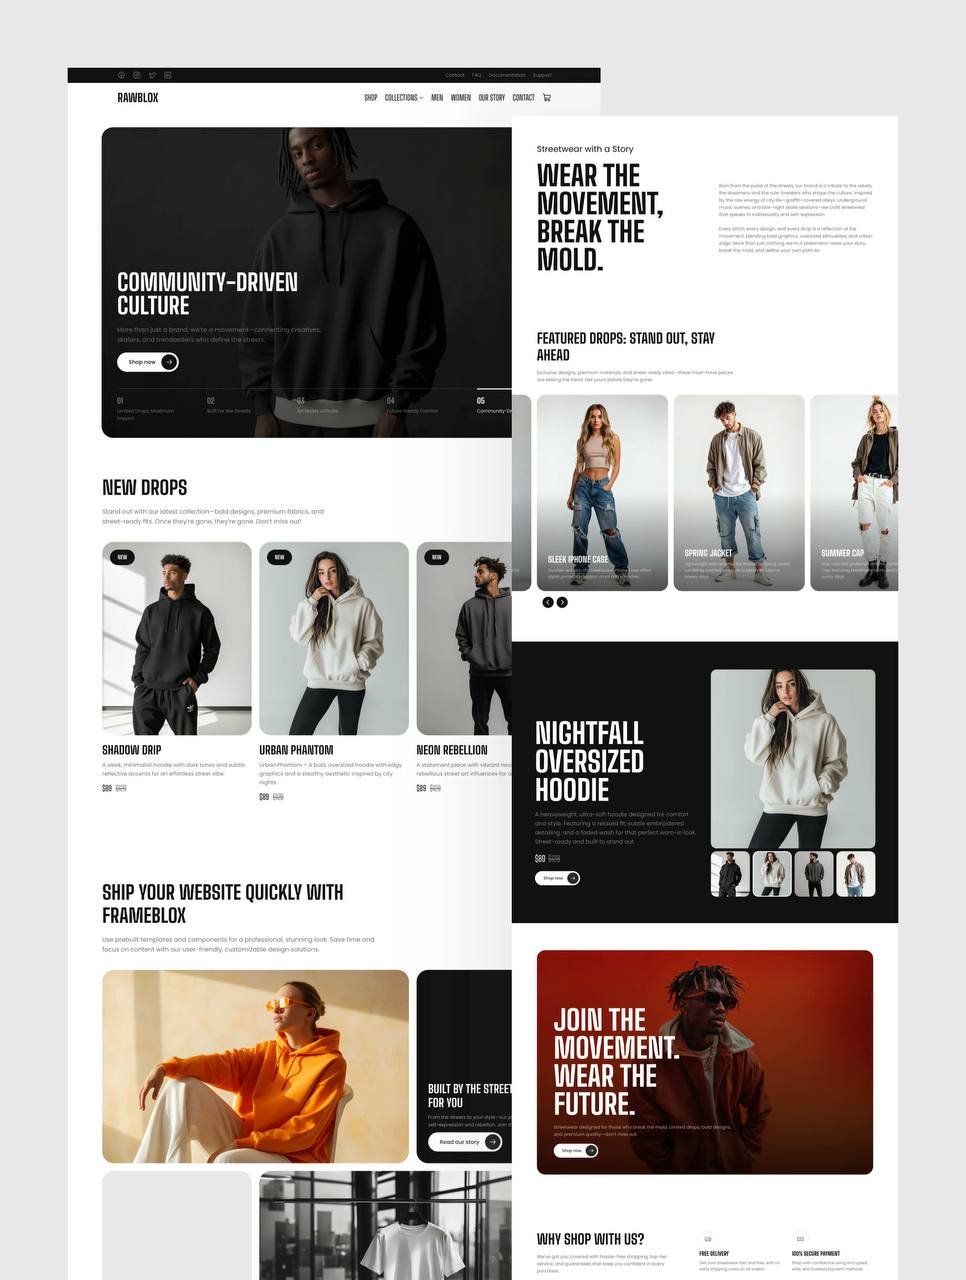 Contact FAQ Documentation Support
RAWBLOX
SHOP COLLECTIONS MEN WOMEN OUR STORY CONTACT
COMMUNITY-DRIVEN
CULTURE
More than just a brand, we're a movement—connecting creatives,
skaters, and trendsetters who define the streets.
Shop now
01 02 03 04 05
Limited Drops, Maximum
Impact
Built for the Streets
Art Meets Attitude
Future-Ready Fashion
NEW DROPS
Stand out with our latest collection—bold designs, premium fabrics, and
street-ready fits. Once they're gone, they're gone. Don't miss out!
NEW
NEW
SHADOW DRIP
A sleek, minimalist hoodie with dark tones and subtle
reflective accents for an effortless street vibe.
$89 $129
URBAN PHANTOM
Urban Phantom – A bold, oversized hoodie with edgy
graphics and a stealthy aesthetic inspired by city
nights.
$89 $129
NEON REBELLION
A statement piece with vibrant
rebellious street art influences for
$89 $129
SHIP YOUR WEBSITE QUICKLY WITH
FRAMEBLOX
Use prebuilt templates and components for a professional, stunning look. Save time and
focus on content with our user-friendly, customizable design solutions.
BUILT BY THE STREET
FOR YOU
From the streets to your style—our
self-expression and rebellion. Join
Read our story
Streetwear with a Story
WEAR THE
MOVEMENT,
BREAK THE
MOLD.
Born from the pulse of the streets, our brand is a tribute to the rebels,
the dreamers, and the rule-breakers who shape the culture. Inspired
by the raw energy of city life—graffiti-covered alleys, underground
music scenes, and late-night skate sessions—we craft streetwear
that speaks to individuality and self-expression.
Every stitch, every design, and every drop is a reflection of the
movement, blending bold graphics, oversized silhouettes, and urban
edge. More than just clothing, we're a statement—wear your story,
break the mold, and define your own path.
FEATURED DROPS: STAND OUT, STAY
AHEAD
Exclusive designs, premium materials, and street-ready vibes—these must-have pieces
are setting the trend. Get yours before they're gone!
SLEEK IPHONE CASE
SPRING JACKET
SUMMER CAP
NIGHTFALL
OVERSIZED
HOODIE
A heavyweight, ultra-soft hoodie designed for comfort
and style. Featuring a relaxed fit, subtle embroidered
detailing, and a faded wash for that perfect worn-in look.
Street-ready and built to stand out.
$89 $129
Shop now
JOIN THE
MOVEMENT.
WEAR THE
FUTURE.
Streetwear designed for those who break the mold. Limited drops, bold designs,
and premium quality—don't miss out.
Shop now
WHY SHOP WITH US?
We've got you covered with hassle-free shopping, top-tier
service, and guarantees that keep you confident in every
purchase.
FREE DELIVERY
Get your streetwear fast and free, with no
extra shipping costs on all orders.
100% SECURE PAYMENT
Shop with confidence using encrypted,
safe, and trusted payment methods.